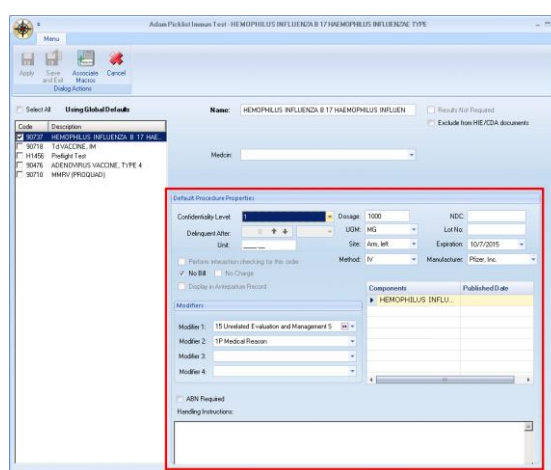 Adam Picklist Immun Test - HEMOPHILUS INFLUENZA B 17 HAEMOPHILUS INFLUENZAE TYPE
Menu
Apply Save and Exit Associate Macros Cancel
Dialog Actions
Select All Using Global Defaults
Code Description
90737 HEMOPHILUS INFLUENZA B 17 HAE...
90718 Td VACCINE, IM
H1456 Preflight Test
90476 ADENOVIRUS VACCINE, TYPE 4
90710 MMRV (PROQUAD)
Name: HEMOPHILUS INFLUENZA B 17 HAEMOPHILUS INFLUEN
Results Not Required
Exclude from HIE/CDA documents
Medcin:
Default Procedure Properties
Confidentiality Level: 1 Dosage: 1000 NDC:
Delinquent After: 0 UOM: MG Lot No:
Unit: Site: Arm, left Expiration: 10/7/2015
Perform interaction checking for this order Method: IV Manufacturer: Pfizer, Inc.
No Bill No Charge
Display in Antepartum Record
Components Published Date
HEMOPHILUS INFLU...
Modifiers
Modifier 1: 15 Unrelated Evaluation and Management S
Modifier 2: 1P Medical Reason
Modifier 3:
Modifier 4:
ABN Required
Handling Instructions: